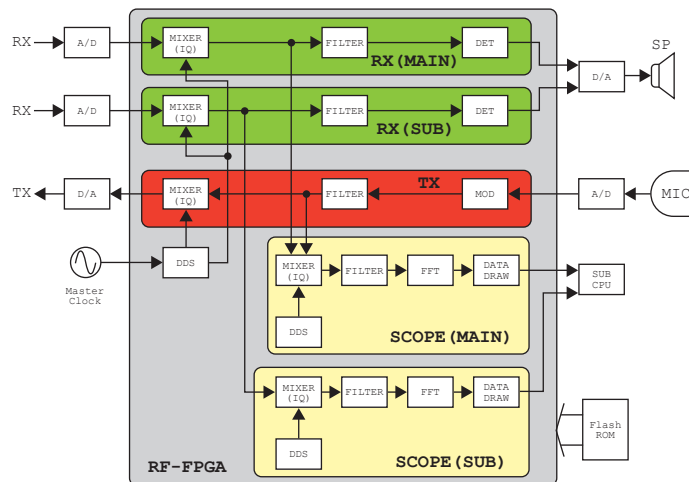 RX
A/D
MIXER
(IQ)
FILTER
DET
RX(MAIN)
SP
D/A
RX
A/D
MIXER
(IQ)
FILTER
DET
RX(SUB)
TX
TX
D/A
MIXER
(IQ)
FILTER
MOD
A/D
MIC
Master
Clock
DDS
MIXER
(IQ)
FILTER
FFT
DATA
DRAW
SUB
CPU
DDS
SCOPE(MAIN)
MIXER
(IQ)
FILTER
FFT
DATA
DRAW
DDS
SCOPE(SUB)
Flash
ROM
RF-FPGA